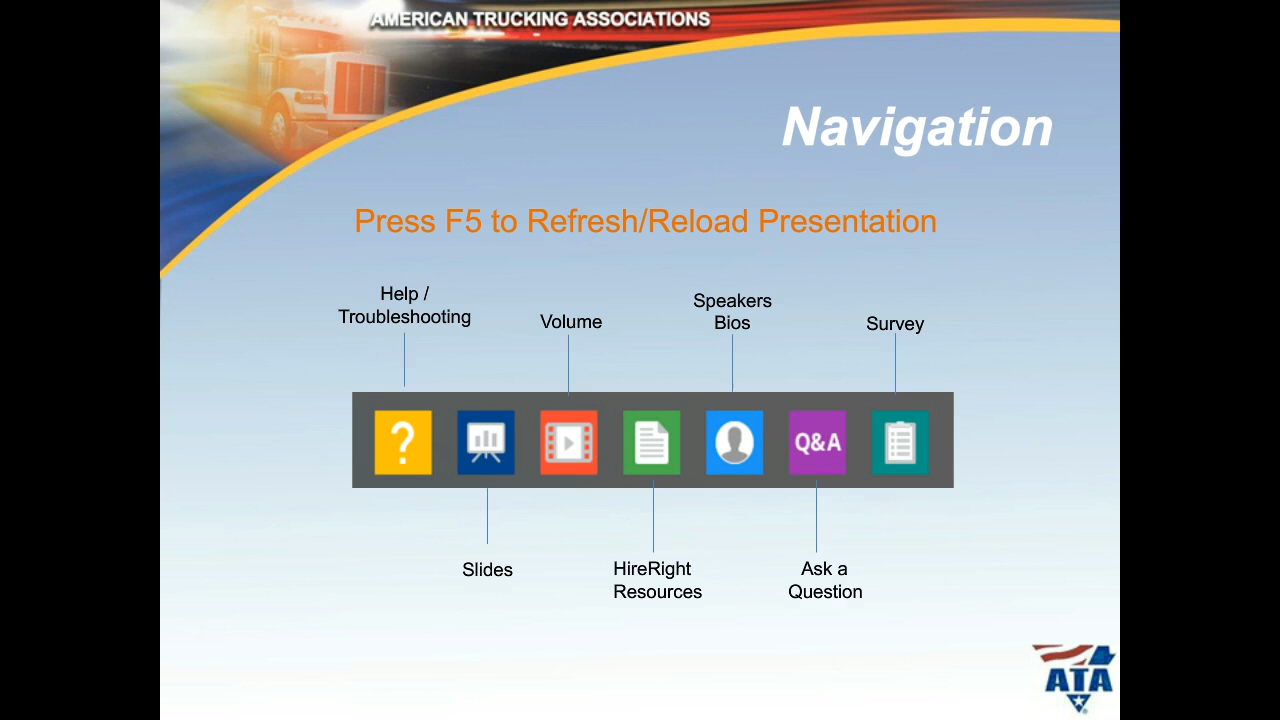 AMERICAN TRUCKING ASSOCIATIONS
Navigation
Press F5 to Refresh/Reload Presentation
Help /
Troubleshooting
Volume
Speakers
Bios
Survey
?
Q&A
Slides
HireRight
Resources
Ask a
Question
ATA